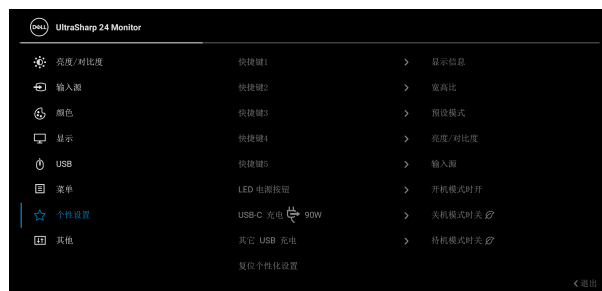 DELL UltraSharp 24 Monitor
亮度/对比度 快捷键1 > 显示信息
输入源 快捷键2 > 宽高比
颜色 快捷键3 > 预设模式
显示 快捷键4 > 亮度/对比度
USB 快捷键5 > 输入源
菜单 LED 电源按钮 > 开机模式时开
个性设置 USB-C 充电 90W > 关机模式时关
其他 其它 USB 充电 > 待机模式时关
复位个性化设置
<退出